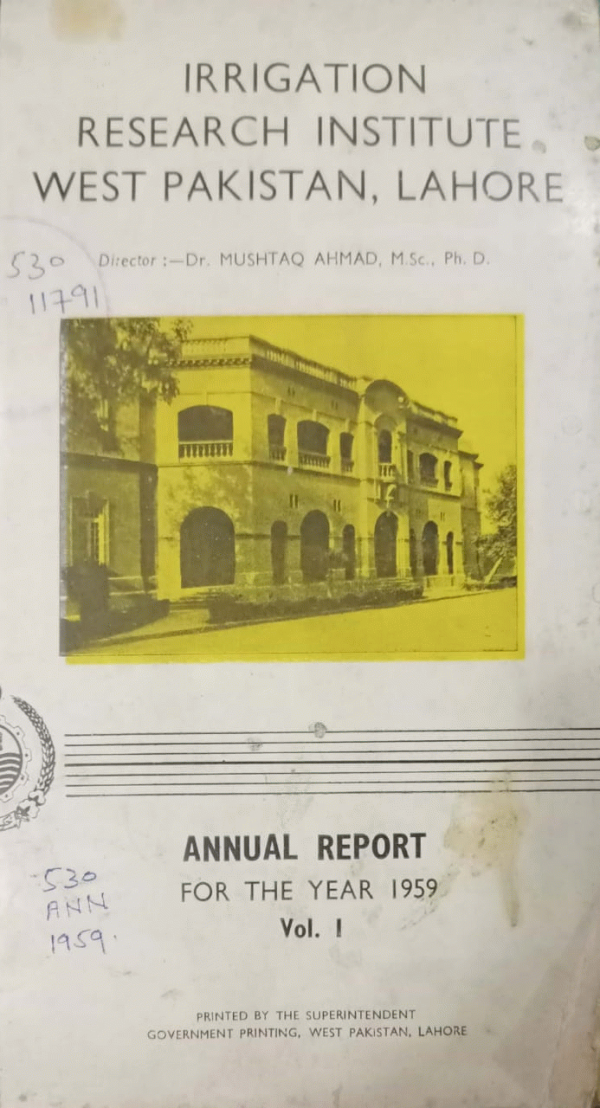 IRRIGATION
RESEARCH INSTITUTE
WEST PAKISTAN, LAHORE
Director :—Dr. MUSHTAQ AHMAD, M.Sc., Ph. D.
530
11791
ANNUAL REPORT
FOR THE YEAR 1959
Vol. I
530
ANN
1959.
PRINTED BY THE SUPERINTENDENT
GOVERNMENT PRINTING, WEST PAKISTAN, LAHORE